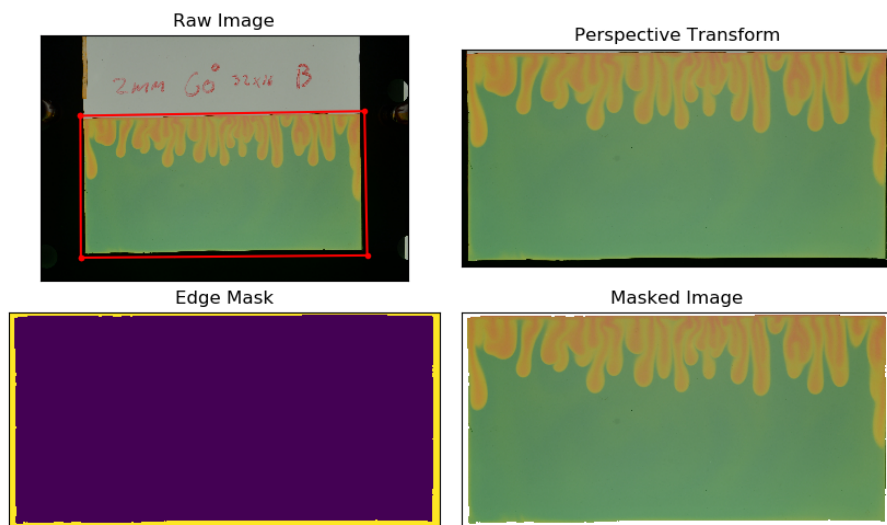 Raw Image
Perspective Transform
2mm 60° 32x16 B
Edge Mask
Masked Image